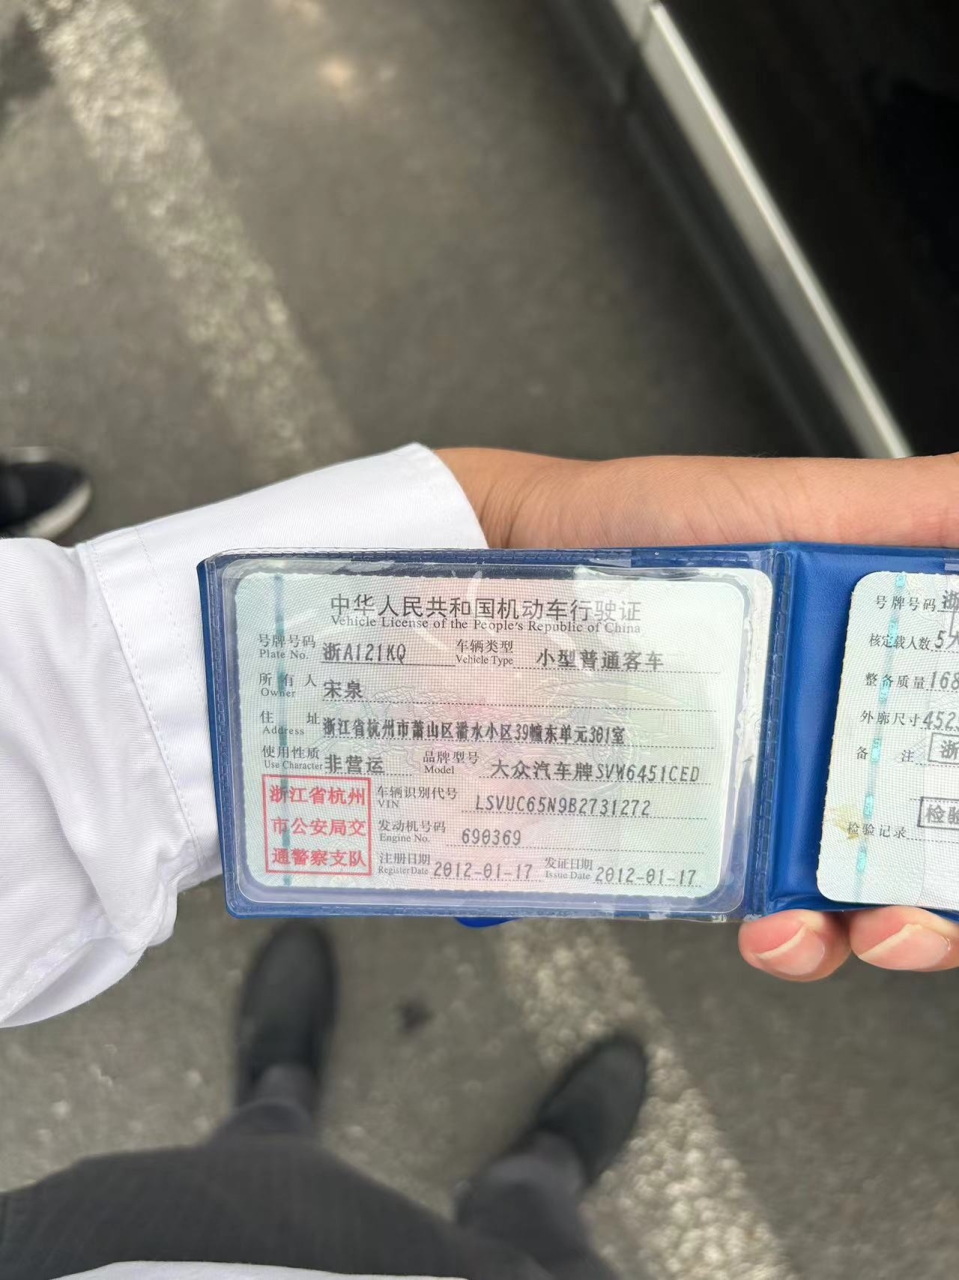 中华人民共和国机动车行驶证
Vehicle License of the People's Republic of China
号牌号码 浙A121KQ 车辆类型 小型普通客车
Plate No. Vehicle Type
所有人 宋泉
Owner
住址 浙江省杭州市萧山区潘水小区39幢东单元301室
Address
使用性质 非营运 品牌型号 大众汽车牌SVW6451CED
Use Character Model
浙江省杭州
市公安局交
通警察支队
车辆识别代号 LSVUC65N9B2731272
VIN
发动机号码 690369
Engine No.
注册日期 2012-01-17 发证日期 2012-01-17
Register Date Issue Date
号牌号码 浙
核定载人数 5
整备质量 168
外廓尺寸 452
备注 浙
检验
检验记录